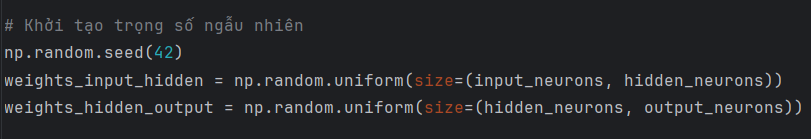 # Khởi tạo trọng số ngẫu nhiên
np.random.seed(42)
weights_input_hidden = np.random.uniform(size=(input_neurons, hidden_neurons))
weights_hidden_output = np.random.uniform(size=(hidden_neurons, output_neurons))